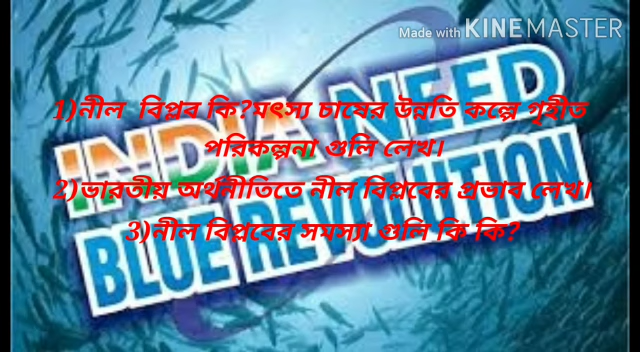 Made with KINEMASTER
1)নীল বিপ্লব কি?মৎস্য চাষের উন্নতি কল্পে গৃহীত
পরিকল্পনা গুলি লেখ।
2)ভারতীয় অর্থনীতিতে নীল বিপ্লবের প্রভাব লেখ।
3)নীল বিপ্লবের সমস্যা গুলি কি কি?
INDIA NEED
BLUE REVOLUTION